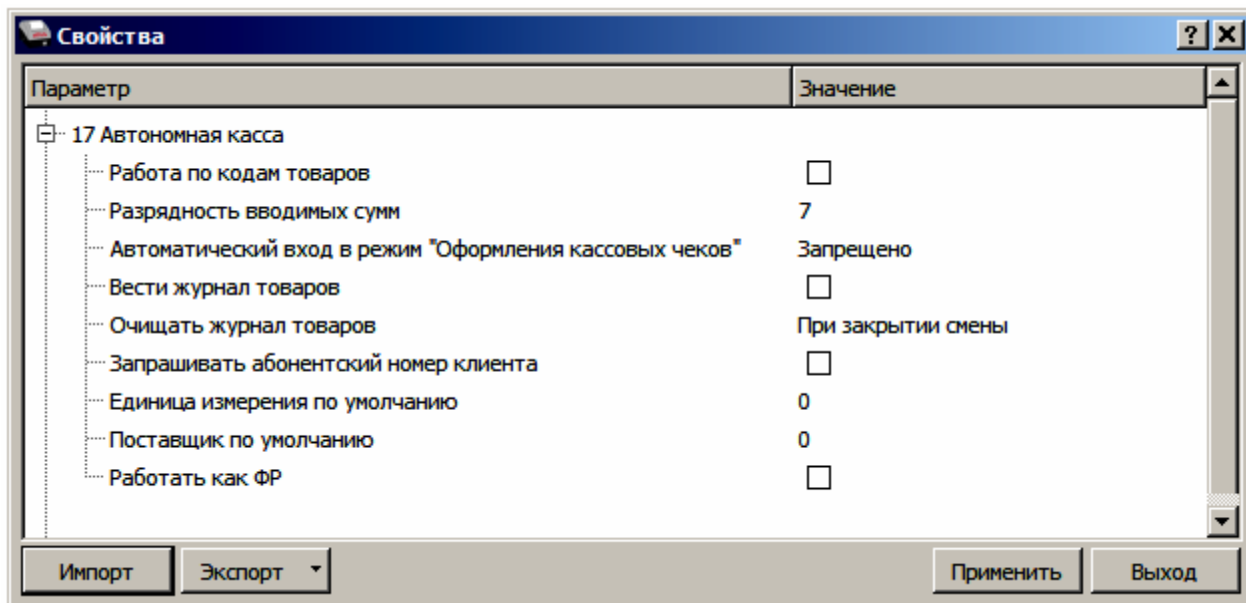 Свойства
Параметр Значение
17 Автономная касса
Работа по кодам товаров
Разрядность вводимых сумм 7
Автоматический вход в режим "Оформления кассовых чеков" Запрещено
Вести журнал товаров
Очищать журнал товаров При закрытии смены
Запрашивать абонентский номер клиента
Единица измерения по умолчанию 0
Поставщик по умолчанию 0
Работать как ФР
Импорт Экспорт Применить Выход